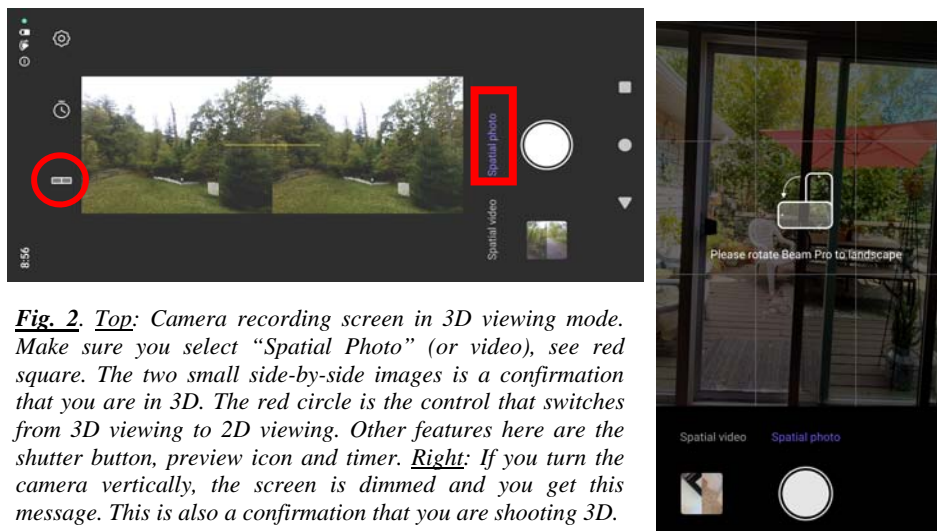 8:56
Spatial video
Spatial photo
Fig. 2. Top: Camera recording screen in 3D viewing mode.
Make sure you select “Spatial Photo” (or video), see red
square. The two small side-by-side images is a confirmation
that you are in 3D. The red circle is the control that switches
from 3D viewing to 2D viewing. Other features here are the
shutter button, preview icon and timer. Right: If you turn the
camera vertically, the screen is dimmed and you get this
message. This is also a confirmation that you are shooting 3D.
Please rotate Beam Pro to landscape
Spatial video Spatial photo